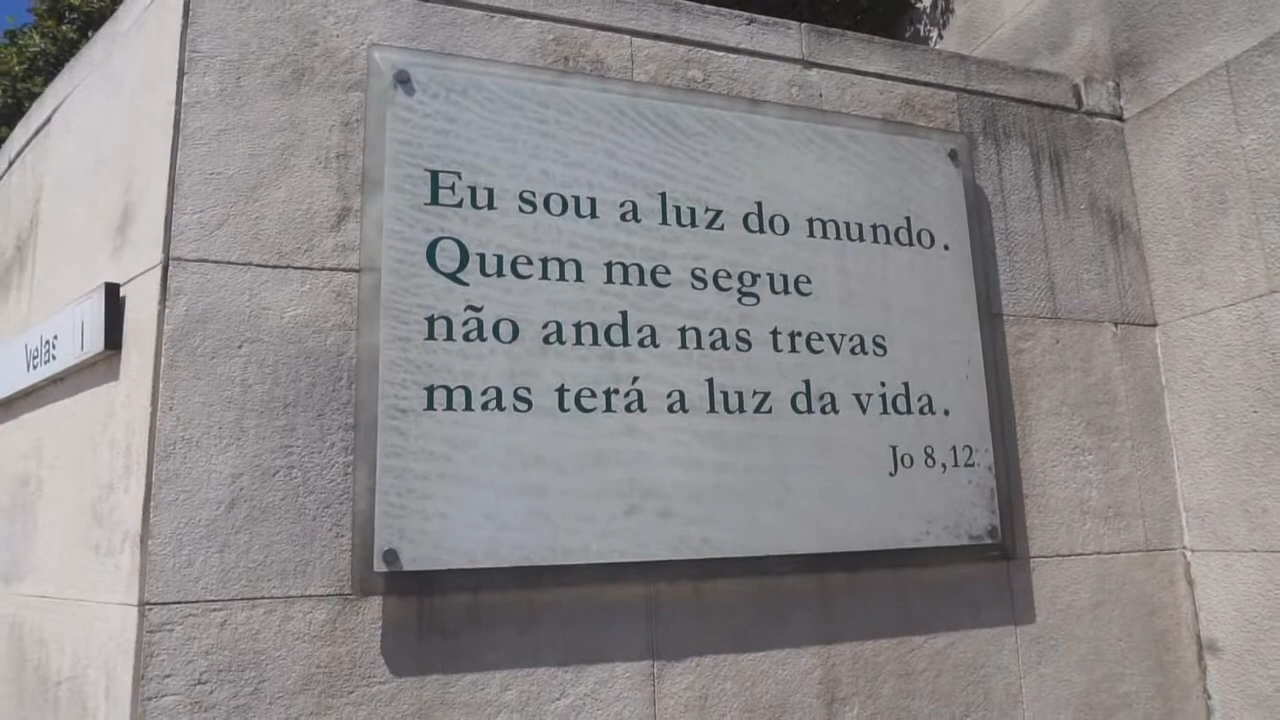 Eu sou a luz do mundo.
Quem me segue
não anda nas trevas
mas terá a luz da vida.
Jo 8,12
Velas